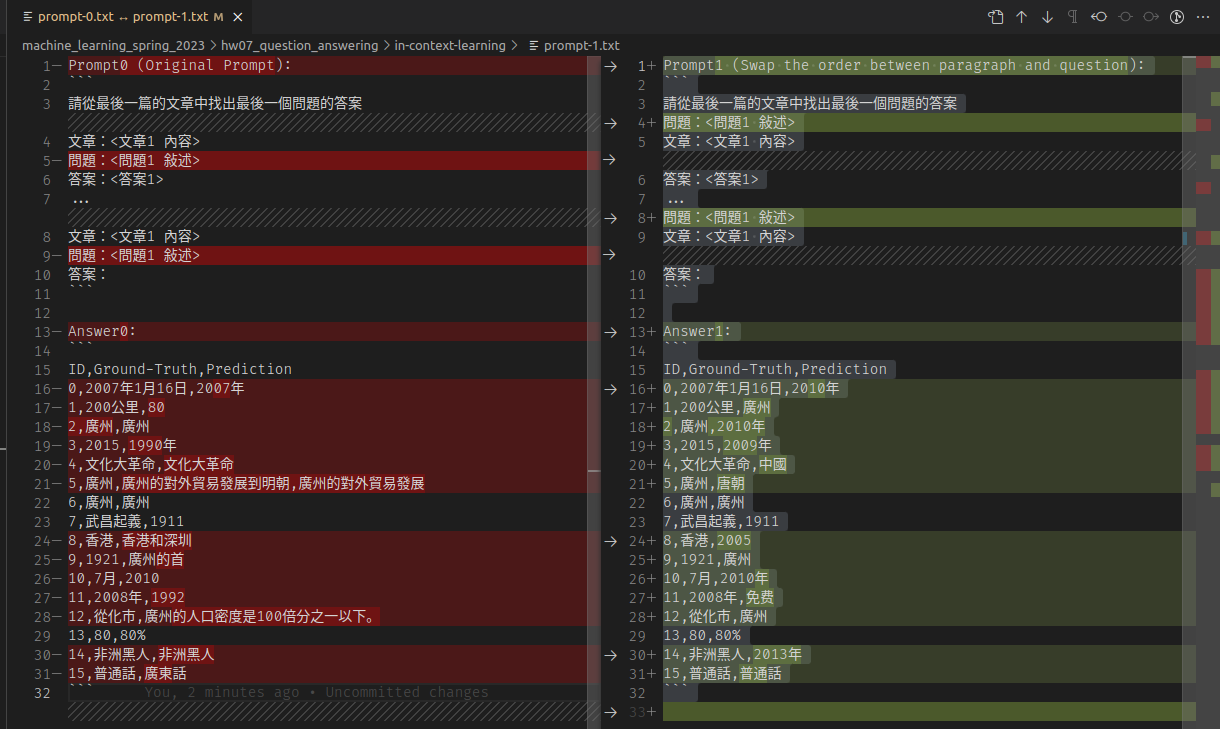 prompt-0.txt ↔ prompt-1.txt M
machine_learning_spring_2023 > hw07_question_answering > in-context-learning > prompt-1.txt
1− Prompt0 (Original Prompt):
2 ```
3 請從最後一篇的文章中找出最後一個問題的答案
4 文章：<文章1 內容>
5− 問題：<問題1 敍述>
6 答案：<答案1>
7 ...
8 文章：<文章1 內容>
9− 問題：<問題1 敍述>
10 答案：
11 ```
12
13− Answer0:
14 ```
15 ID,Ground-Truth,Prediction
16− 0,2007年1月16日,2007年
17− 1,200公里,80
18− 2,廣州,廣州
19− 3,2015,1990年
20− 4,文化大革命,文化大革命
21− 5,廣州,廣州的對外貿易發展到明朝,廣州的對外貿易發展
22 6,廣州,廣州
23 7,武昌起義,1911
24− 8,香港,香港和深圳
25− 9,1921,廣州的首
26− 10,7月,2010
27− 11,2008年,1992
28− 12,從化市,廣州的人口密度是100倍分之一以下。
29 13,80,80%
30− 14,非洲黑人,非洲黑人
31− 15,普通話,廣東話
32 ``` You, 2 minutes ago • Uncommitted changes
1+ Prompt1 (Swap the order between paragraph and question):
2 ```
3 請從最後一篇的文章中找出最後一個問題的答案
4+ 問題：<問題1 敍述>
5 文章：<文章1 內容>
6 答案：<答案1>
7 ...
8+ 問題：<問題1 敍述>
9 文章：<文章1 內容>
10 答案：
11 ```
12
13+ Answer1:
14 ```
15 ID,Ground-Truth,Prediction
16+ 0,2007年1月16日,2010年
17+ 1,200公里,廣州
18+ 2,廣州,2010年
19+ 3,2015,2009年
20+ 4,文化大革命,中國
21+ 5,廣州,唐朝
22 6,廣州,廣州
23 7,武昌起義,1911
24+ 8,香港,2005
25+ 9,1921,廣州
26+ 10,7月,2010年
27+ 11,2008年,免费
28+ 12,從化市,廣州
29 13,80,80%
30+ 14,非洲黑人,2013年
31+ 15,普通話,普通話
32 ```
33+